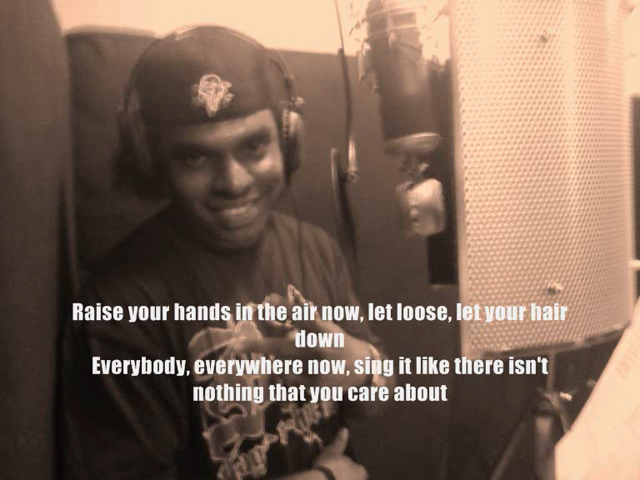 Raise your hands in the air now, let loose, let your hair
down
Everybody, everywhere now, sing it like there isn't
nothing that you care about